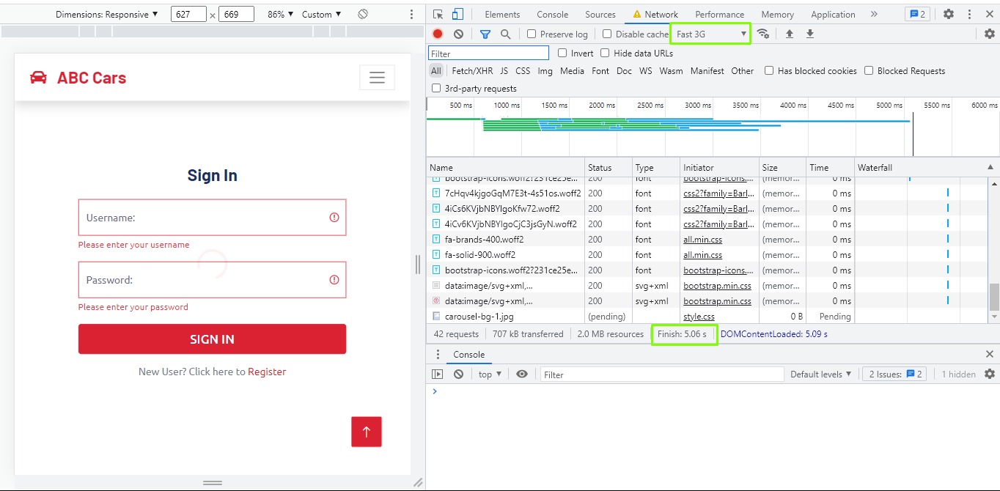 Dimensions: Responsive ▼ 627 × 669 86% ▼ Custom ▼
ABC Cars
Sign In
Username:
Please enter your username
Password:
Please enter your password
SIGN IN
New User? Click here to Register
Elements Console Sources Network Performance Memory Application » 2
Preserve log Disable cache Fast 3G ▼
Filter Invert Hide data URLs
All Fetch/XHR JS CSS Img Media Font Doc WS Wasm Manifest Other Has blocked cookies Blocked Requests
3rd-party requests
500 ms 1000 ms 1500 ms 2000 ms 2500 ms 3000 ms 3500 ms 4000 ms 4500 ms 5000 ms 5500 ms 6000 ms
Name Status Type Initiator Size Time Waterfall
bootstrap-icons.woff2?231ce25e... 200 font bootstrap-icons.... (memor... 0 ms
7cHqv4kjgoGqM7E3t-4s51os.woff2 200 font css2?family=Barl... (memor... 0 ms
4iCs6KVjbNBYlgoKfw72.woff2 200 font css2?family=Barl... (memor... 0 ms
4iCv6KVjbNBYlgoCjC3jsGyN.woff2 200 font css2?family=Barl... (memor... 0 ms
fa-brands-400.woff2 200 font all.min.css (memor... 0 ms
fa-solid-900.woff2 200 font all.min.css (memor... 0 ms
bootstrap-icons.woff2?231ce25e... 200 font bootstrap-icons.... (memor... 0 ms
data:image/svg+xml,... 200 svg+xml bootstrap.min.css (memor... 0 ms
data:image/svg+xml,... 200 svg+xml bootstrap.min.css (memor... 0 ms
carousel-bg-1.jpg (pending) style.css 0 B Pending
42 requests 707 kB transferred 2.0 MB resources Finish: 5.06 s DOMContentLoaded: 5.09 s
Console
top ▼ Filter Default levels ▼ 2 Issues: 2 1 hidden